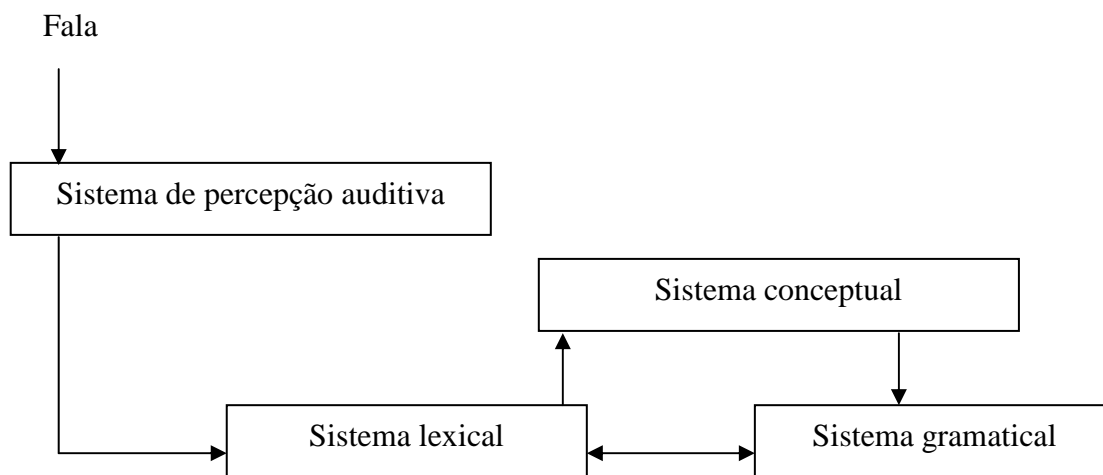 Fala
Sistema de percepção auditiva
Sistema conceptual
Sistema lexical
Sistema gramatical